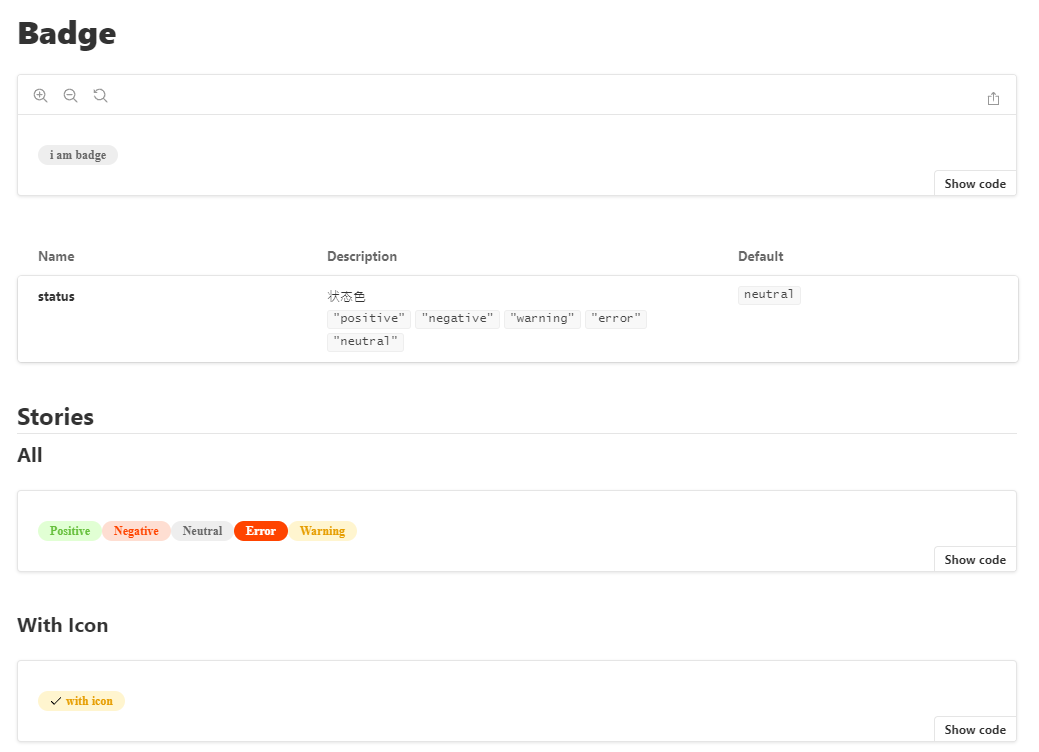 Badge
i am badge
Show code
Name Description Default
status 状态色 neutral
"positive" "negative" "warning" "error"
"neutral"
Stories
All
Positive Negative Neutral Error Warning
Show code
With Icon
with icon
Show code